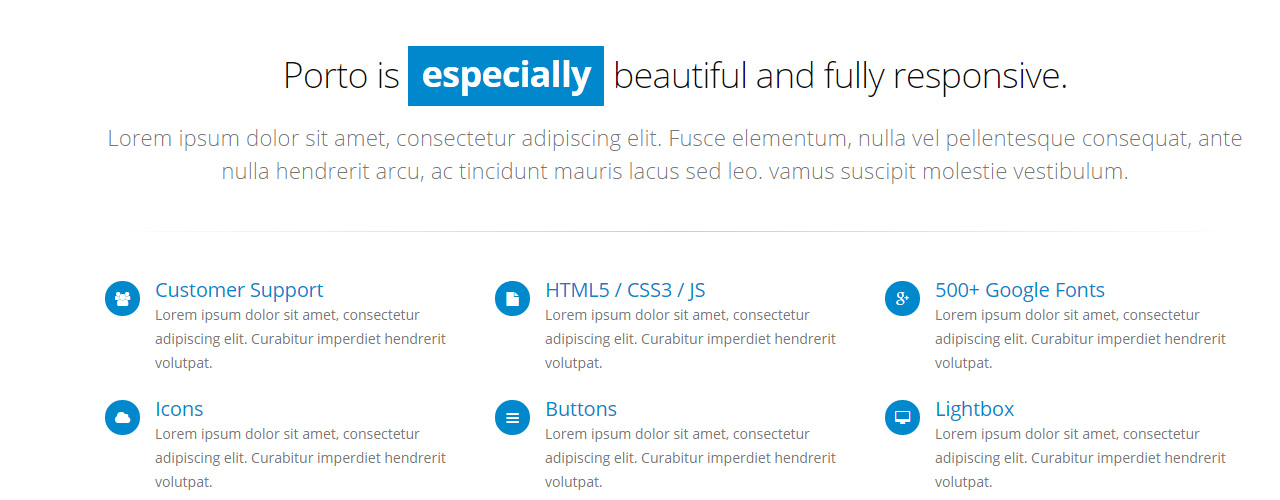 Porto is especially beautiful and fully responsive.
Lorem ipsum dolor sit amet, consectetur adipiscing elit. Fusce elementum, nulla vel pellentesque consequat, ante
nulla hendrerit arcu, ac tincidunt mauris lacus sed leo. vamus suscipit molestie vestibulum.
Customer Support
Lorem ipsum dolor sit amet, consectetur
adipiscing elit. Curabitur imperdiet hendrerit
volutpat.
HTML5 / CSS3 / JS
Lorem ipsum dolor sit amet, consectetur
adipiscing elit. Curabitur imperdiet hendrerit
volutpat.
g+
500+ Google Fonts
Lorem ipsum dolor sit amet, consectetur
adipiscing elit. Curabitur imperdiet hendrerit
volutpat.
Icons
Lorem ipsum dolor sit amet, consectetur
adipiscing elit. Curabitur imperdiet hendrerit
volutpat.
Buttons
Lorem ipsum dolor sit amet, consectetur
adipiscing elit. Curabitur imperdiet hendrerit
volutpat.
Lightbox
Lorem ipsum dolor sit amet, consectetur
adipiscing elit. Curabitur imperdiet hendrerit
volutpat.